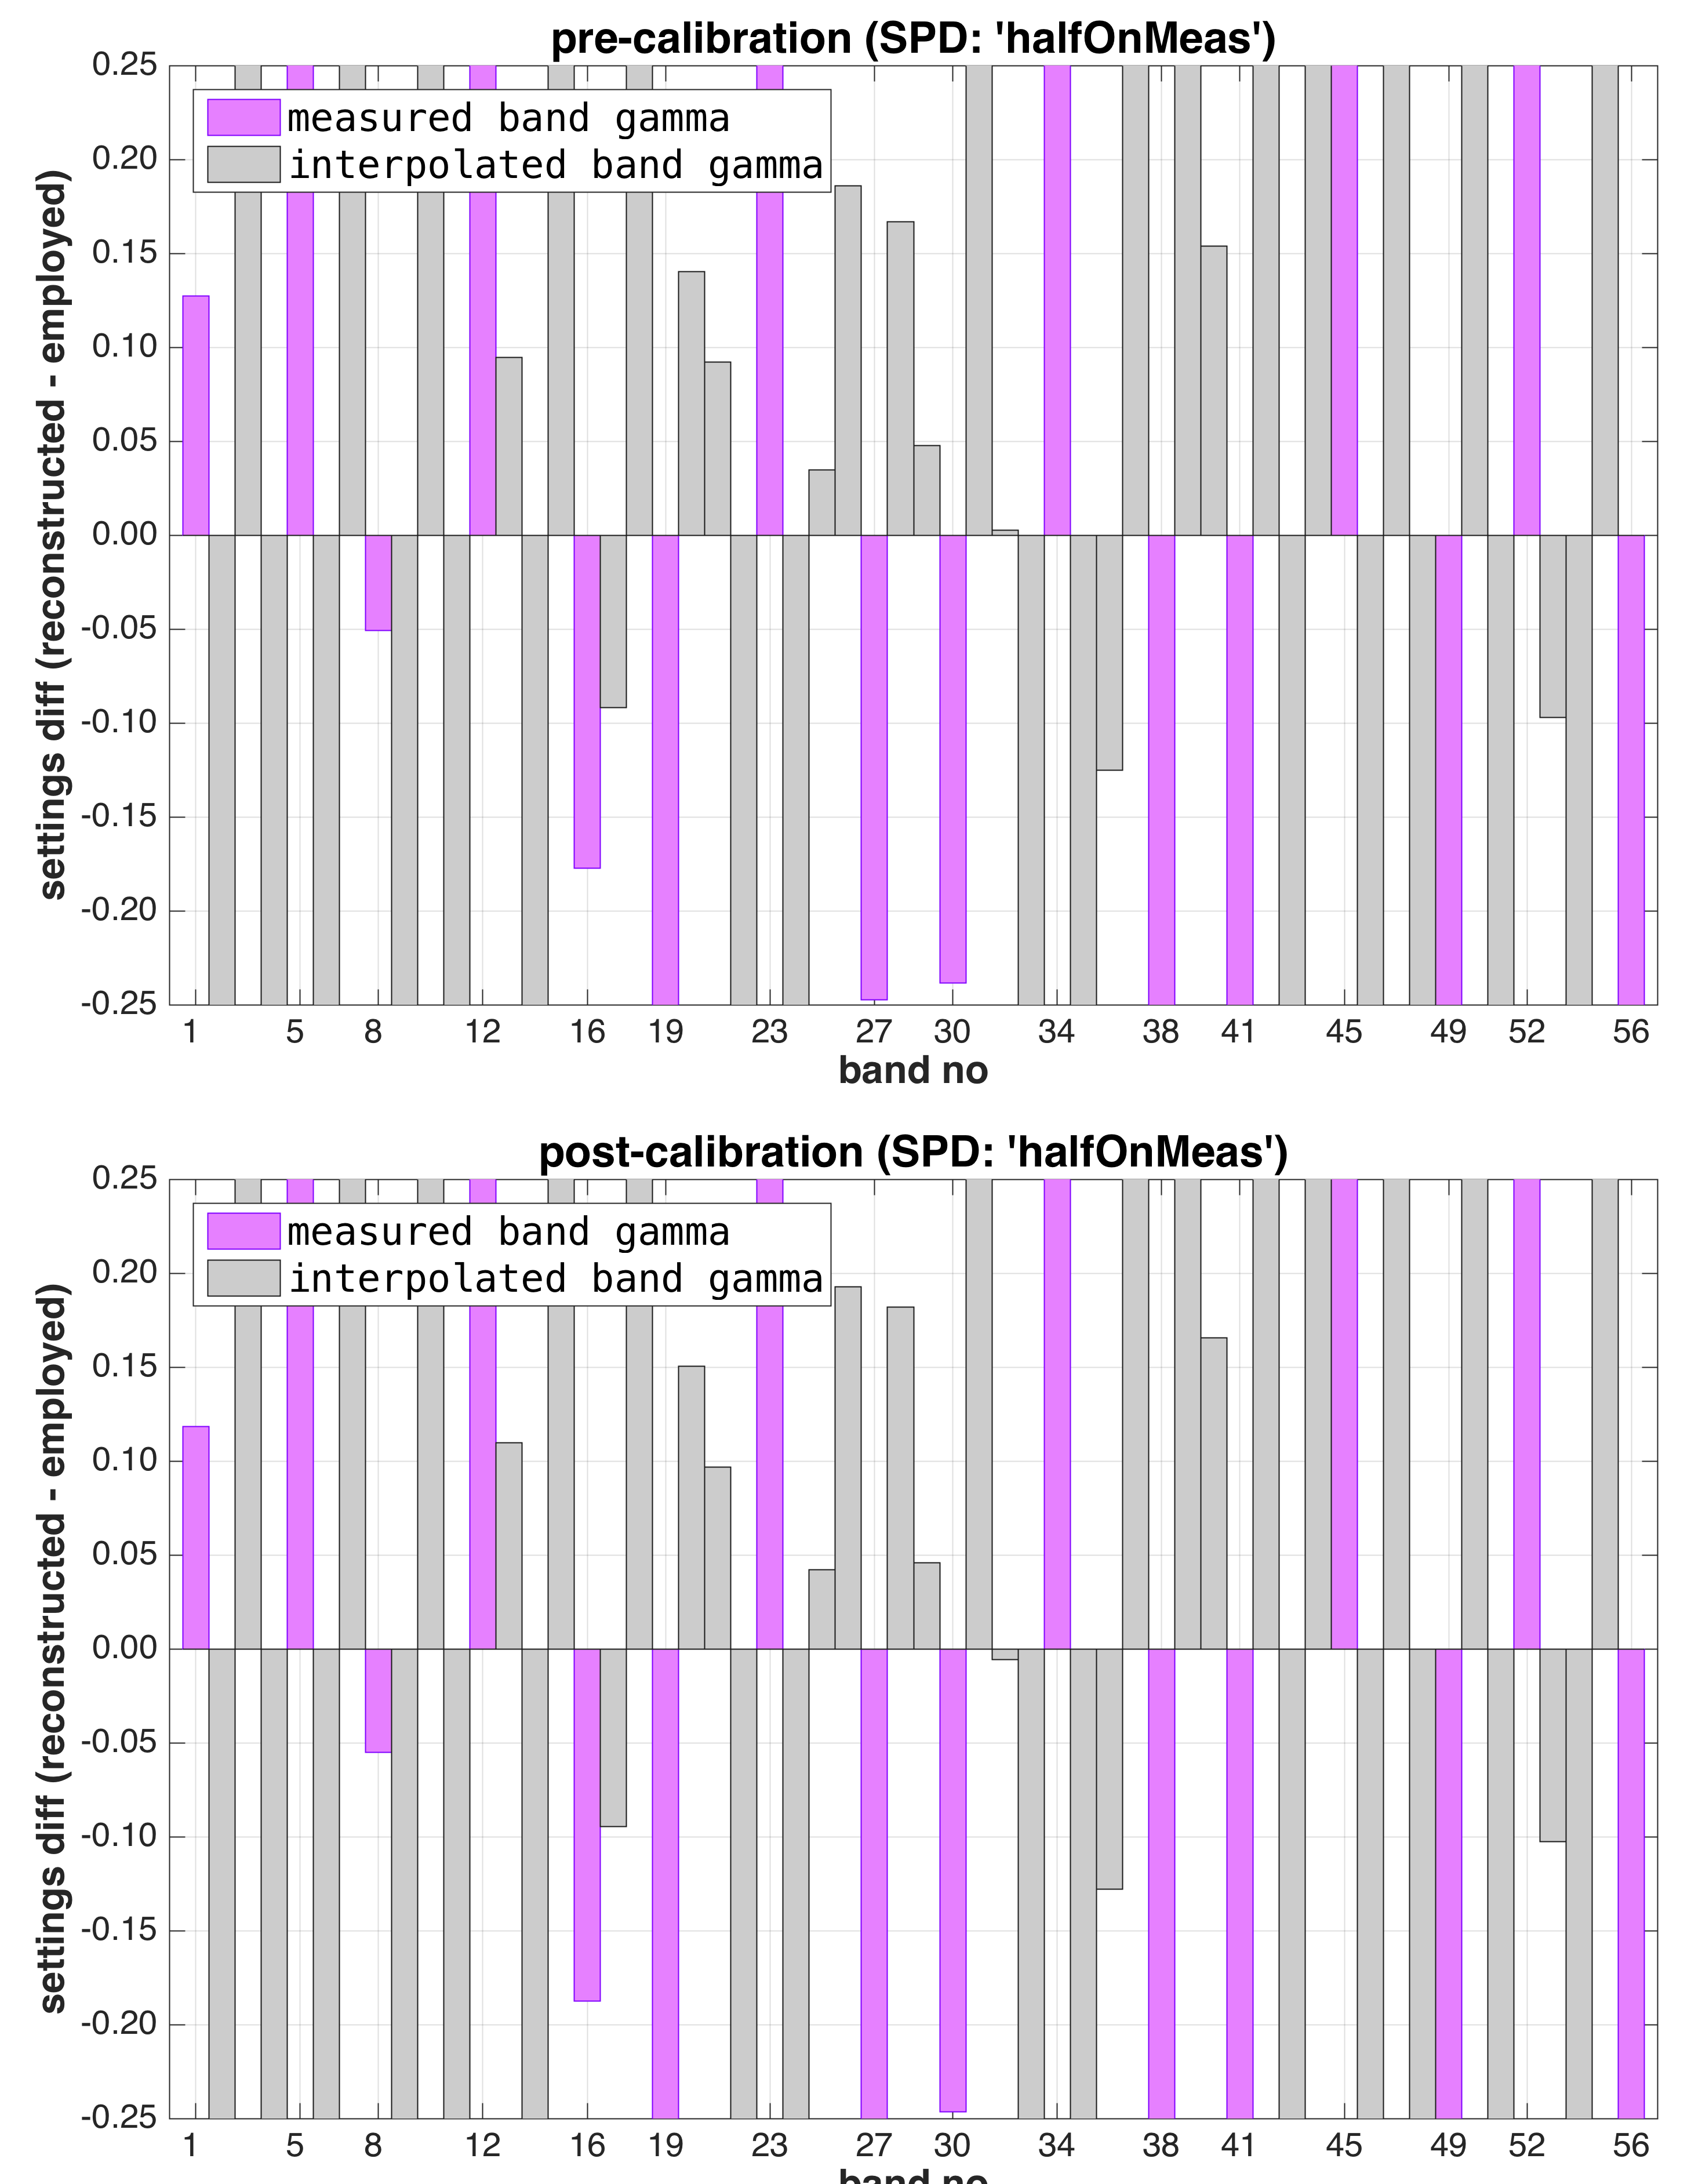 pre-calibration (SPD: 'halfOnMeas')
measured band gamma
interpolated band gamma
settings diff (reconstructed - employed)
0.25
0.20
0.15
0.10
0.05
0.00
-0.05
-0.10
-0.15
-0.20
-0.25
1 5 8 12 16 19 23 27 30 34 38 41 45 49 52 56
band no
post-calibration (SPD: 'halfOnMeas')
measured band gamma
interpolated band gamma
settings diff (reconstructed - employed)
0.25
0.20
0.15
0.10
0.05
0.00
-0.05
-0.10
-0.15
-0.20
-0.25
1 5 8 12 16 19 23 27 30 34 38 41 45 49 52 56
band no